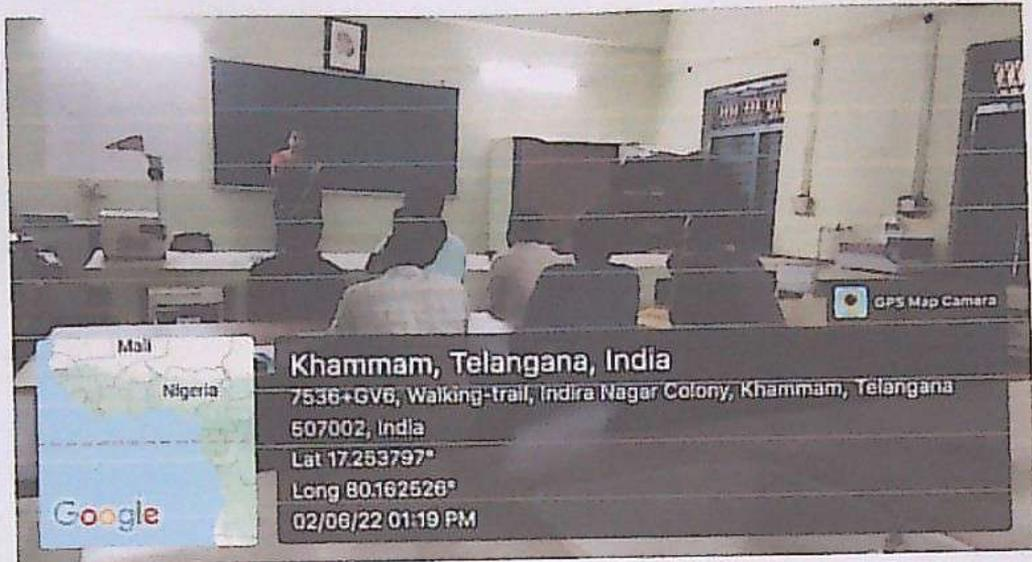 GPS Map Camera
Mali
Nigeria
Google
Khammam, Telangana, India
7536+GV6, Walking-trail, Indira Nagar Colony, Khammam, Telangana
507002, India
Lat 17.253797°
Long 80.162526°
02/06/22 01:19 PM